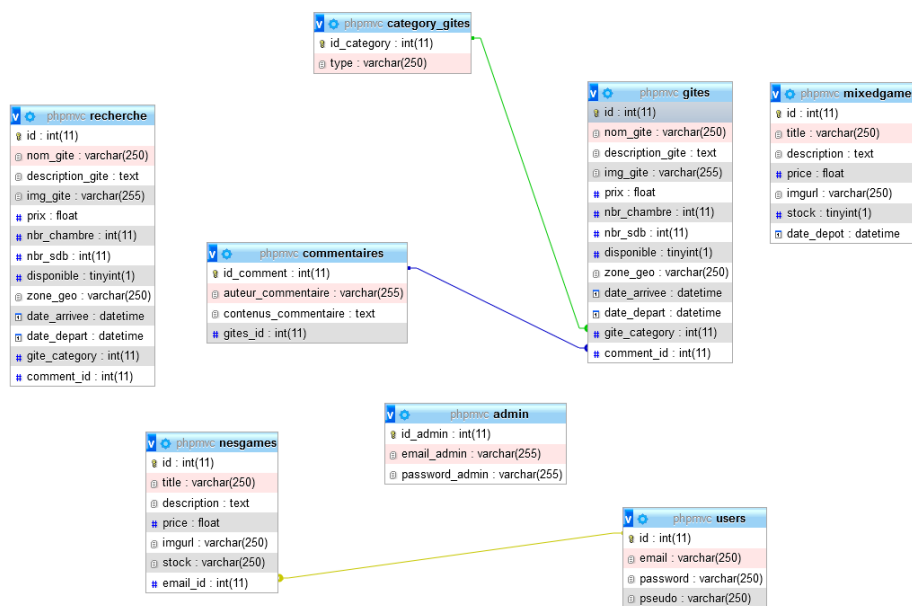 phpmvc category_gites
id_category : int(11)
type : varchar(250)
phpmvc recherche
id : int(11)
nom_gite : varchar(250)
description_gite : text
img_gite : varchar(255)
prix : float
nbr_chambre : int(11)
nbr_sdb : int(11)
disponible : tinyint(1)
zone_geo : varchar(250)
date_arrivee : datetime
date_depart : datetime
gite_category : int(11)
comment_id : int(11)
phpmvc gites
id : int(11)
nom_gite : varchar(250)
description_gite : text
img_gite : varchar(255)
prix : float
nbr_chambre : int(11)
nbr_sdb : int(11)
disponible : tinyint(1)
zone_geo : varchar(250)
date_arrivee : datetime
date_depart : datetime
gite_category : int(11)
comment_id : int(11)
phpmvc mixedgame
id : int(11)
title : varchar(250)
description : text
price : float
imgurl : varchar(250)
stock : tinyint(1)
date_depot : datetime
phpmvc commentaires
id_comment : int(11)
auteur_commentaire : varchar(255)
contenus_commentaire : text
gites_id : int(11)
phpmvc admin
id_admin : int(11)
email_admin : varchar(255)
password_admin : varchar(255)
phpmvc nesgames
id : int(11)
title : varchar(250)
description : text
price : float
imgurl : varchar(250)
stock : varchar(250)
email_id : int(11)
phpmvc users
id : int(11)
email : varchar(250)
password : varchar(250)
pseudo : varchar(250)